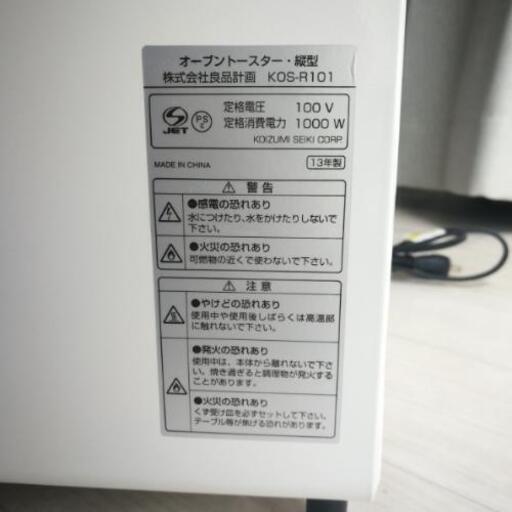 オーブントースター・縦型
株式会社良品計画 KOS-R101
S JET PS E 定格電圧 100 V
定格消費電力 1000 W
KOIZUMI SEIKI CORP.
MADE IN CHINA 13年製
⚠ 警告
●感電の恐れあり
水につけたり、水をかけたりしないで
下さい。
●火災の恐れあり
可燃物の近くで使わないで下さい。
⚠ 注意
●やけどの恐れあり
使用中や使用後しばらくは高温部
に触れないで下さい。
●発火の恐れあり
使用中は、本体から離れないで下さ
い。焼き過ぎると調理物が発火する
ことがあります。
●火災の恐れあり
くず受け皿を必ずセットして下さい。
テーブル等が焦げる恐れがあります。